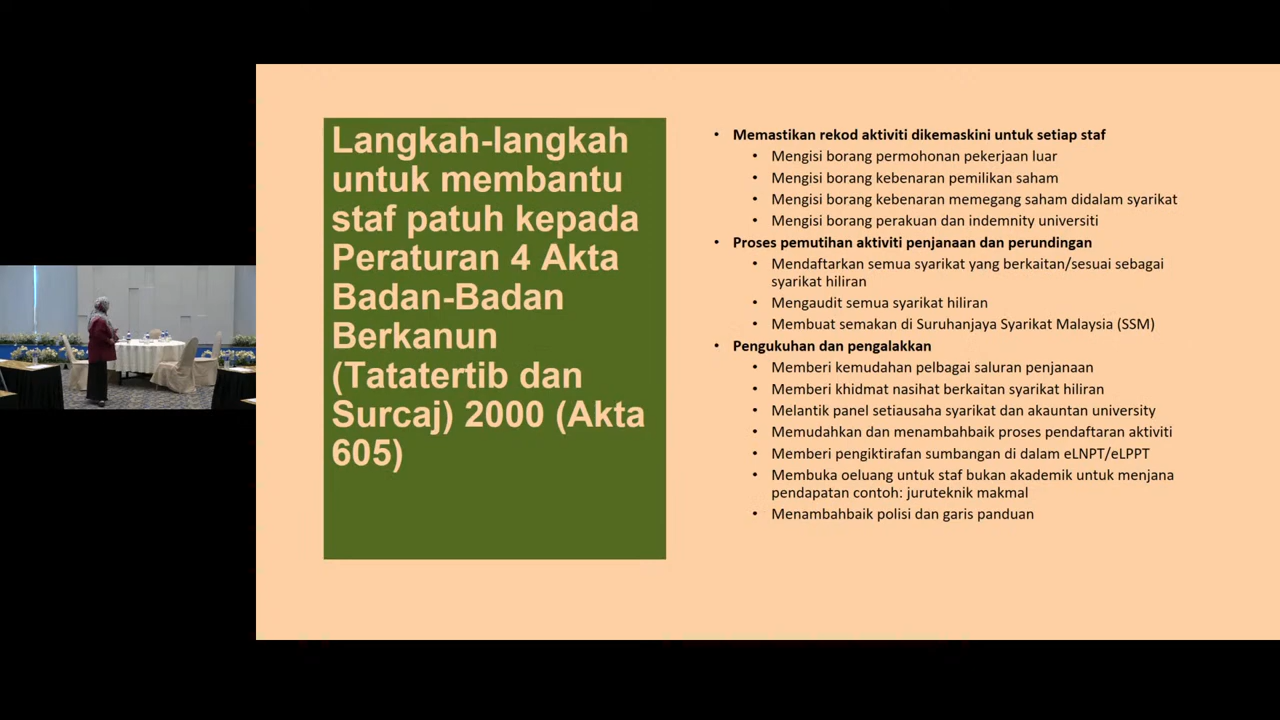 Langkah-langkah
untuk membantu
staf patuh kepada
Peraturan 4 Akta
Badan-Badan
Berkanun
(Tatatertib dan
Surcaj) 2000 (Akta
605)
• Memastikan rekod aktiviti dikemaskini untuk setiap staf
• Mengisi borang permohonan pekerjaan luar
• Mengisi borang kebenaran pemilikan saham
• Mengisi borang kebenaran memegang saham didalam syarikat
• Mengisi borang perakuan dan indemnity universiti
• Proses pemutihan aktiviti penjanaan dan perundingan
• Mendaftarkan semua syarikat yang berkaitan/sesuai sebagai
syarikat hiliran
• Mengaudit semua syarikat hiliran
• Membuat semakan di Suruhanjaya Syarikat Malaysia (SSM)
• Pengukuhan dan pengalakkan
• Memberi kemudahan pelbagai saluran penjanaan
• Memberi khidmat nasihat berkaitan syarikat hiliran
• Melantik panel setiausaha syarikat dan akauntan university
• Memudahkan dan menambahbaik proses pendaftaran aktiviti
• Memberi pengiktirafan sumbangan di dalam eLNPT/eLPPT
• Membuka oeluang untuk staf bukan akademik untuk menjana
pendapatan contoh: juruteknik makmal
• Menambahbaik polisi dan garis panduan